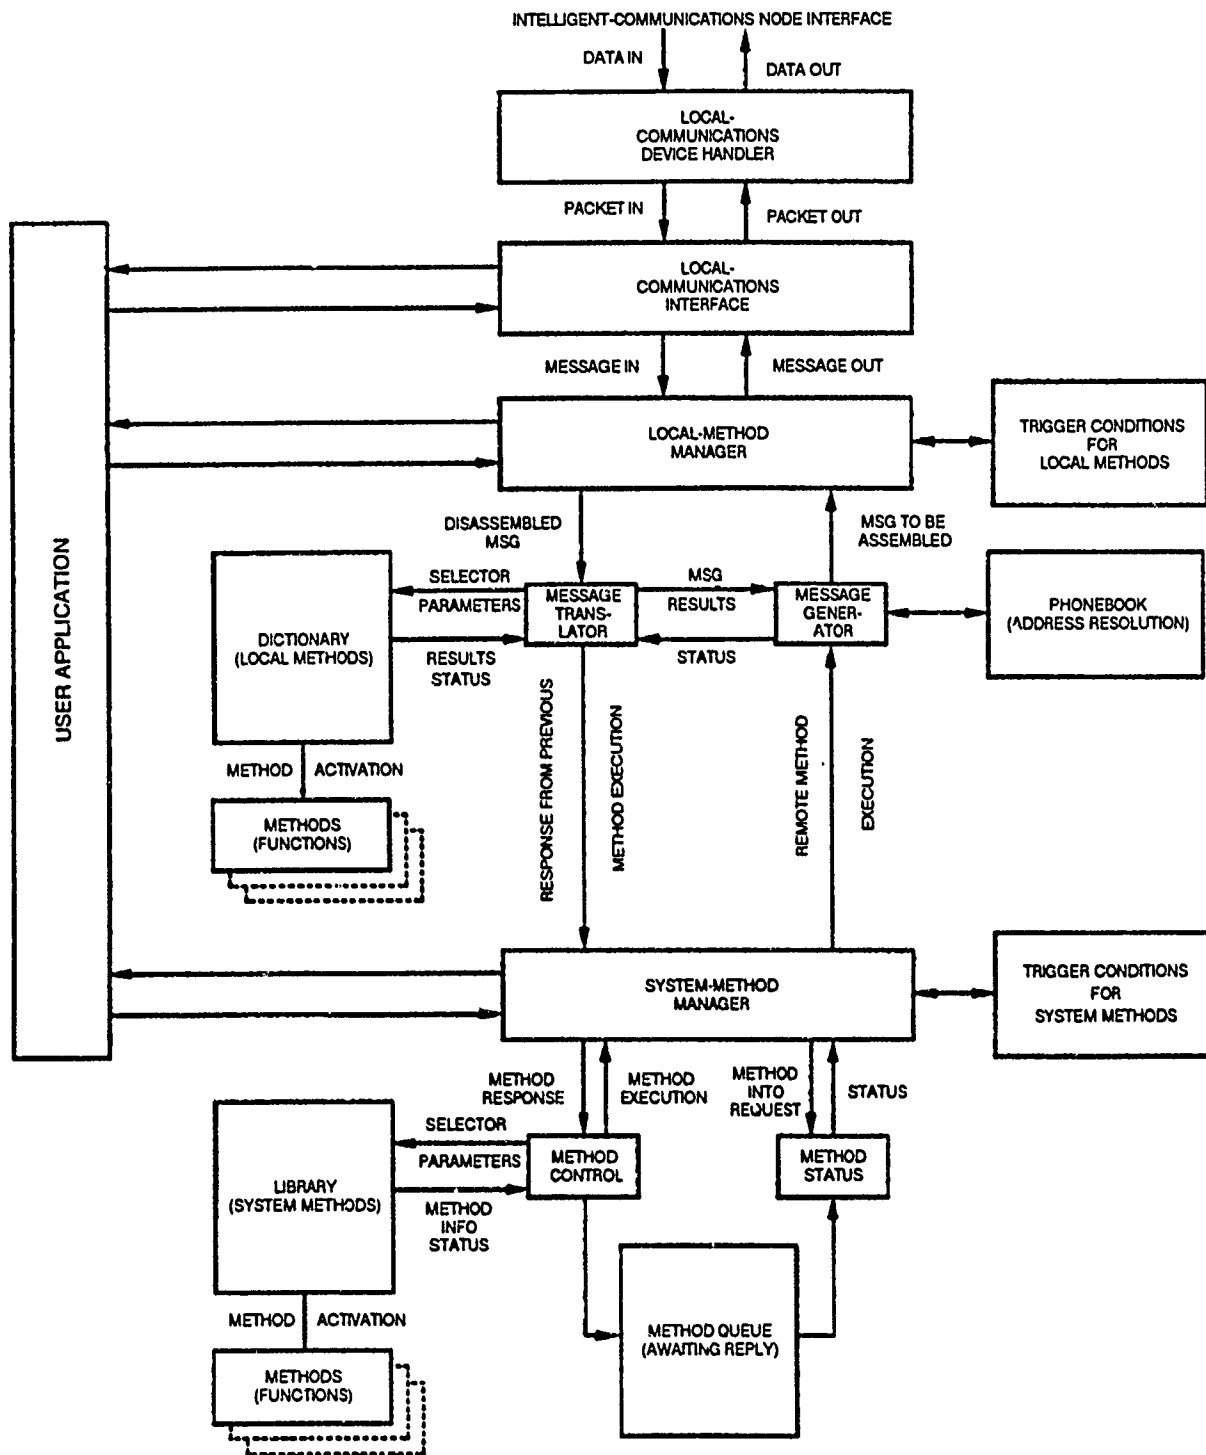 INTELLIGENT-COMMUNICATIONS NODE INTERFACE
DATA IN
DATA OUT
LOCAL-
COMMUNICATIONS
DEVICE HANDLER
PACKET IN
PACKET OUT
LOCAL-
COMMUNICATIONS
INTERFACE
MESSAGE IN
MESSAGE OUT
LOCAL-METHOD
MANAGER
TRIGGER CONDITIONS
FOR
LOCAL METHODS
USER APPLICATION
DISASSEMBLED
MSG
MSG TO BE
ASSEMBLED
SELECTOR
PARAMETERS
MESSAGE
TRANS-
LATOR
MSG
RESULTS
MESSAGE
GENER-
ATOR
PHONEBOOK
(ADDRESS RESOLUTION)
DICTIONARY
(LOCAL METHODS)
RESULTS
STATUS
STATUS
METHOD
ACTIVATION
METHODS
(FUNCTIONS)
RESPONSE FROM PREVIOUS
METHOD EXECUTION
REMOTE METHOD
EXECUTION
SYSTEM-METHOD
MANAGER
TRIGGER CONDITIONS
FOR
SYSTEM METHODS
METHOD
RESPONSE
METHOD
EXECUTION
METHOD
INTO
REQUEST
STATUS
SELECTOR
PARAMETERS
METHOD
CONTROL
METHOD
STATUS
LIBRARY
(SYSTEM METHODS)
METHOD
INFO
STATUS
METHOD QUEUE
(AWAITING REPLY)
METHOD
ACTIVATION
METHODS
(FUNCTIONS)